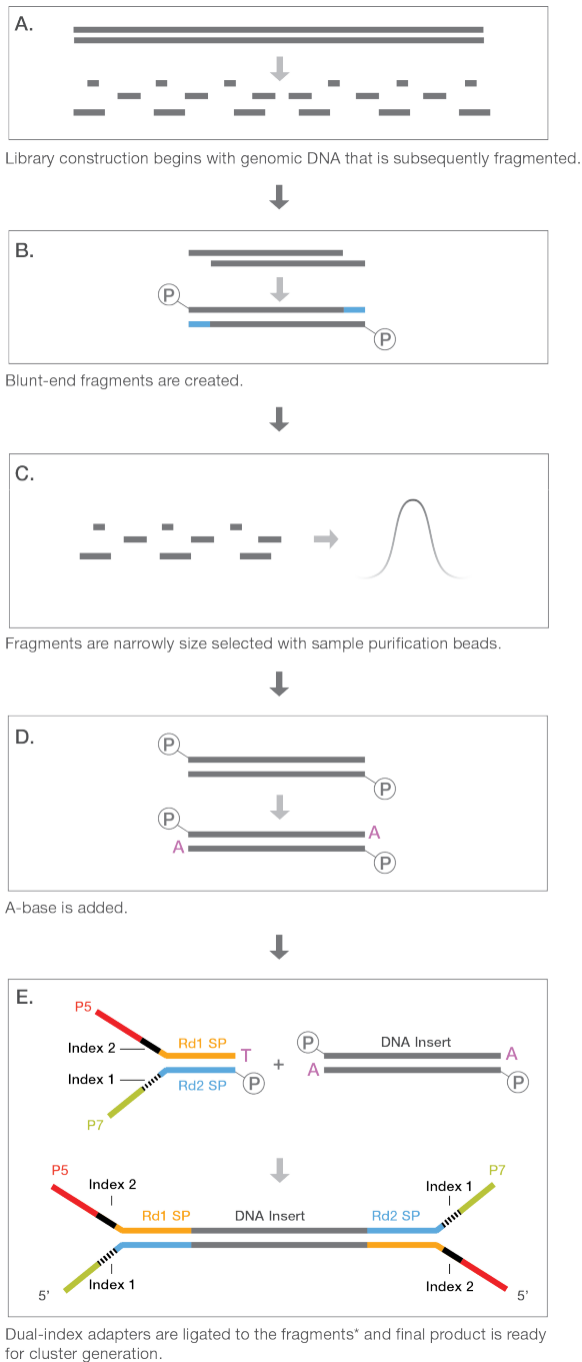 A.
Library construction begins with genomic DNA that is subsequently fragmented.
B.
P
P
Blunt-end fragments are created.
C.
Fragments are narrowly size selected with sample purification beads.
D.
P
P
P
A
A
P
A-base is added.
E.
P5
Rd1 SP
T
Index 2
Index 1
Rd2 SP
P
P7
+
P
DNA Insert
A
A
P
P5
Index 2
Rd1 SP
DNA Insert
Rd2 SP
Index 1
P7
5’
Index 1
Index 2
5’
Dual-index adapters are ligated to the fragments* and final product is ready
for cluster generation.